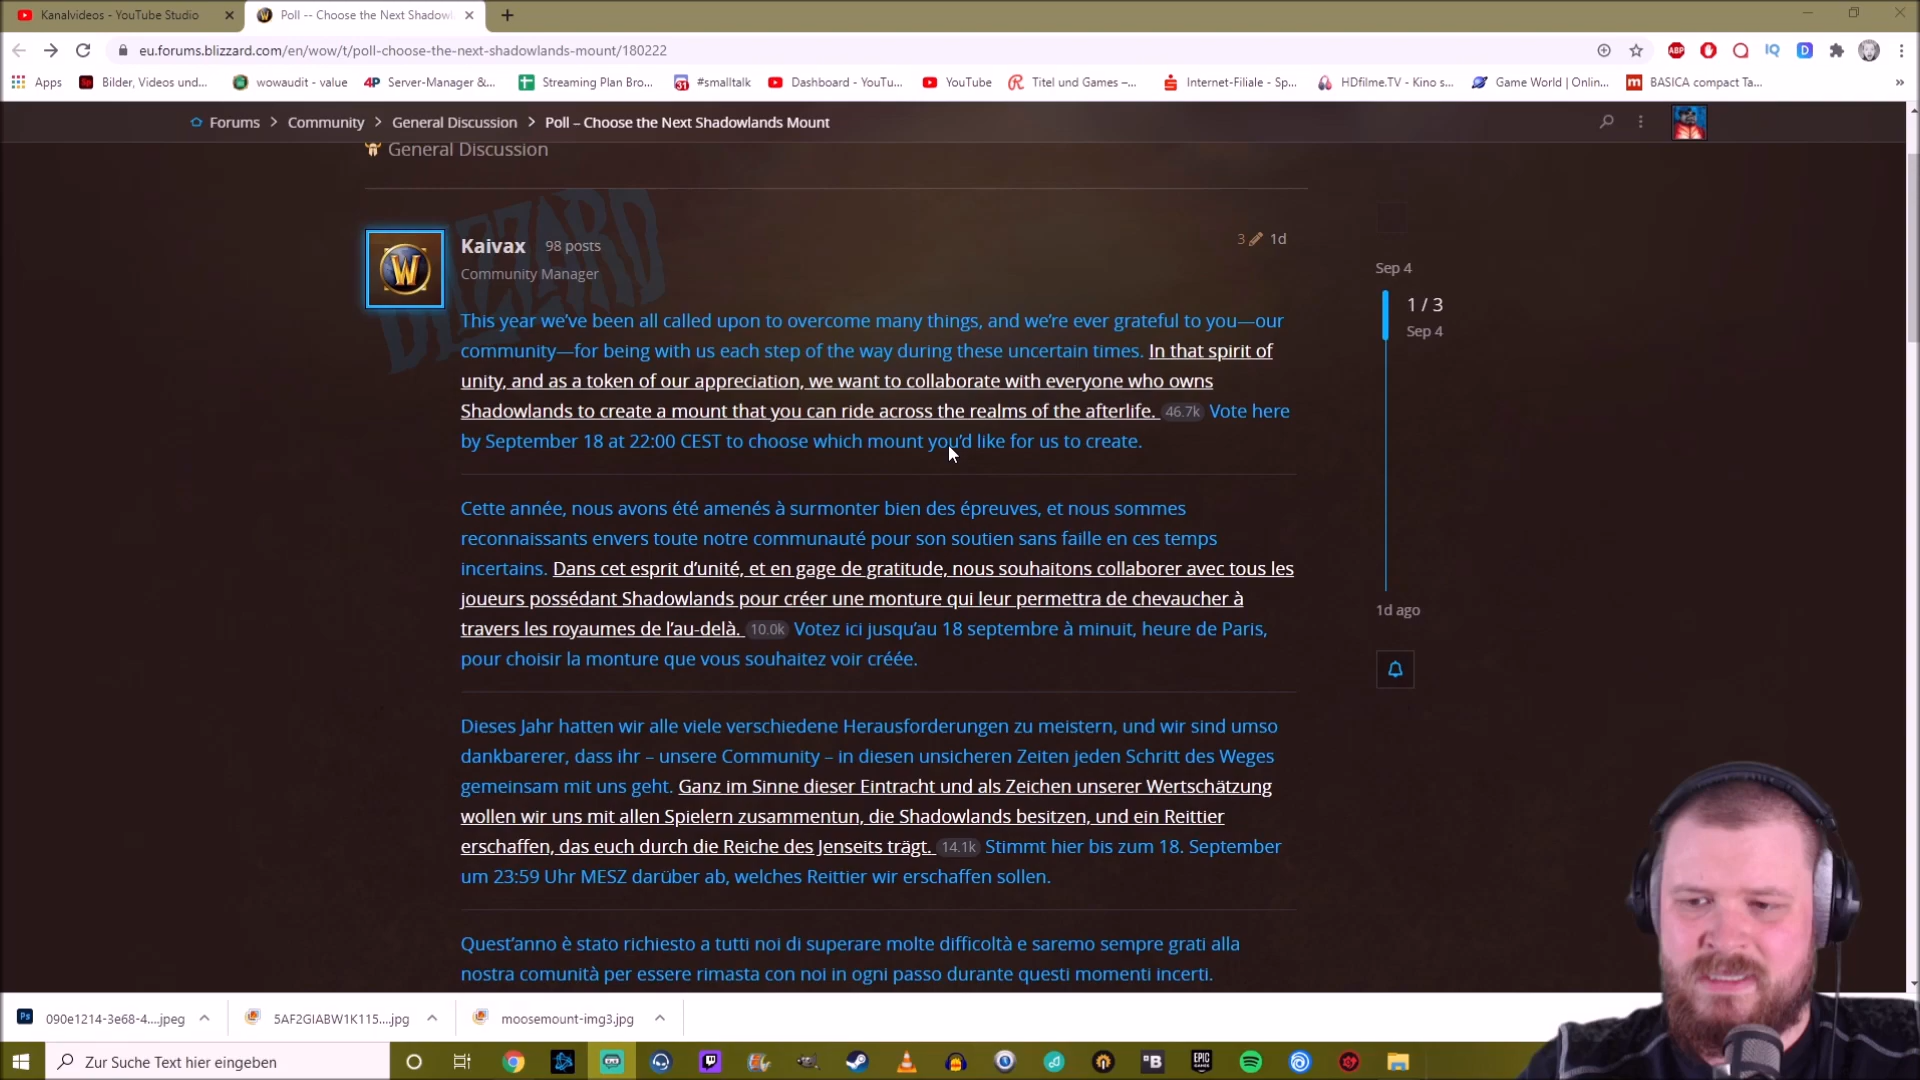 Kanalvideos - YouTube Studio
Poll -- Choose the Next Shadowl
eu.forums.blizzard.com/en/wow/t/poll-choose-the-next-shadowlands-mount/180222
ABP
IQ
D
Apps
Bilder, Videos und...
wowaudit - value
4P Server-Manager &...
Streaming Plan Bro...
31 #smalltalk
Dashboard - YouTu...
YouTube
Titel und Games –...
Internet-Filiale - Sp...
HDfilme.TV - Kino s...
Game World | Onlin...
BASICA compact Ta...
Forums > Community > General Discussion > Poll – Choose the Next Shadowlands Mount
General Discussion
BLIZZARD
W
Kaivax 98 posts
3 1d
Community Manager
Sep 4
1 / 3
Sep 4
This year we’ve been all called upon to overcome many things, and we’re ever grateful to you—our
community—for being with us each step of the way during these uncertain times. In that spirit of
unity, and as a token of our appreciation, we want to collaborate with everyone who owns
Shadowlands to create a mount that you can ride across the realms of the afterlife. 46.7k Vote here
by September 18 at 22:00 CEST to choose which mount you’d like for us to create.
Cette année, nous avons été amenés à surmonter bien des épreuves, et nous sommes
reconnaissants envers toute notre communauté pour son soutien sans faille en ces temps
incertains. Dans cet esprit d’unité, et en gage de gratitude, nous souhaitons collaborer avec tous les
joueurs possédant Shadowlands pour créer une monture qui leur permettra de chevaucher à
travers les royaumes de l’au-delà. 10.0k Votez ici jusqu’au 18 septembre à minuit, heure de Paris,
pour choisir la monture que vous souhaitez voir créée.
1d ago
Dieses Jahr hatten wir alle viele verschiedene Herausforderungen zu meistern, und wir sind umso
dankbarerer, dass ihr – unsere Community – in diesen unsicheren Zeiten jeden Schritt des Weges
gemeinsam mit uns geht. Ganz im Sinne dieser Eintracht und als Zeichen unserer Wertschätzung
wollen wir uns mit allen Spielern zusammentun, die Shadowlands besitzen, und ein Reittier
erschaffen, das euch durch die Reiche des Jenseits trägt. 14.1k Stimmt hier bis zum 18. September
um 23:59 Uhr MESZ darüber ab, welches Reittier wir erschaffen sollen.
Quest’anno è stato richiesto a tutti noi di superare molte difficoltà e saremo sempre grati alla
nostra comunità per essere rimasta con noi in ogni passo durante questi momenti incerti.
Ps 090e1214-3e68-4....jpeg
5AF2GIABW1K115....jpg
moosemount-img3.jpg
Zur Suche Text hier eingeben
B
EPIC GAMES